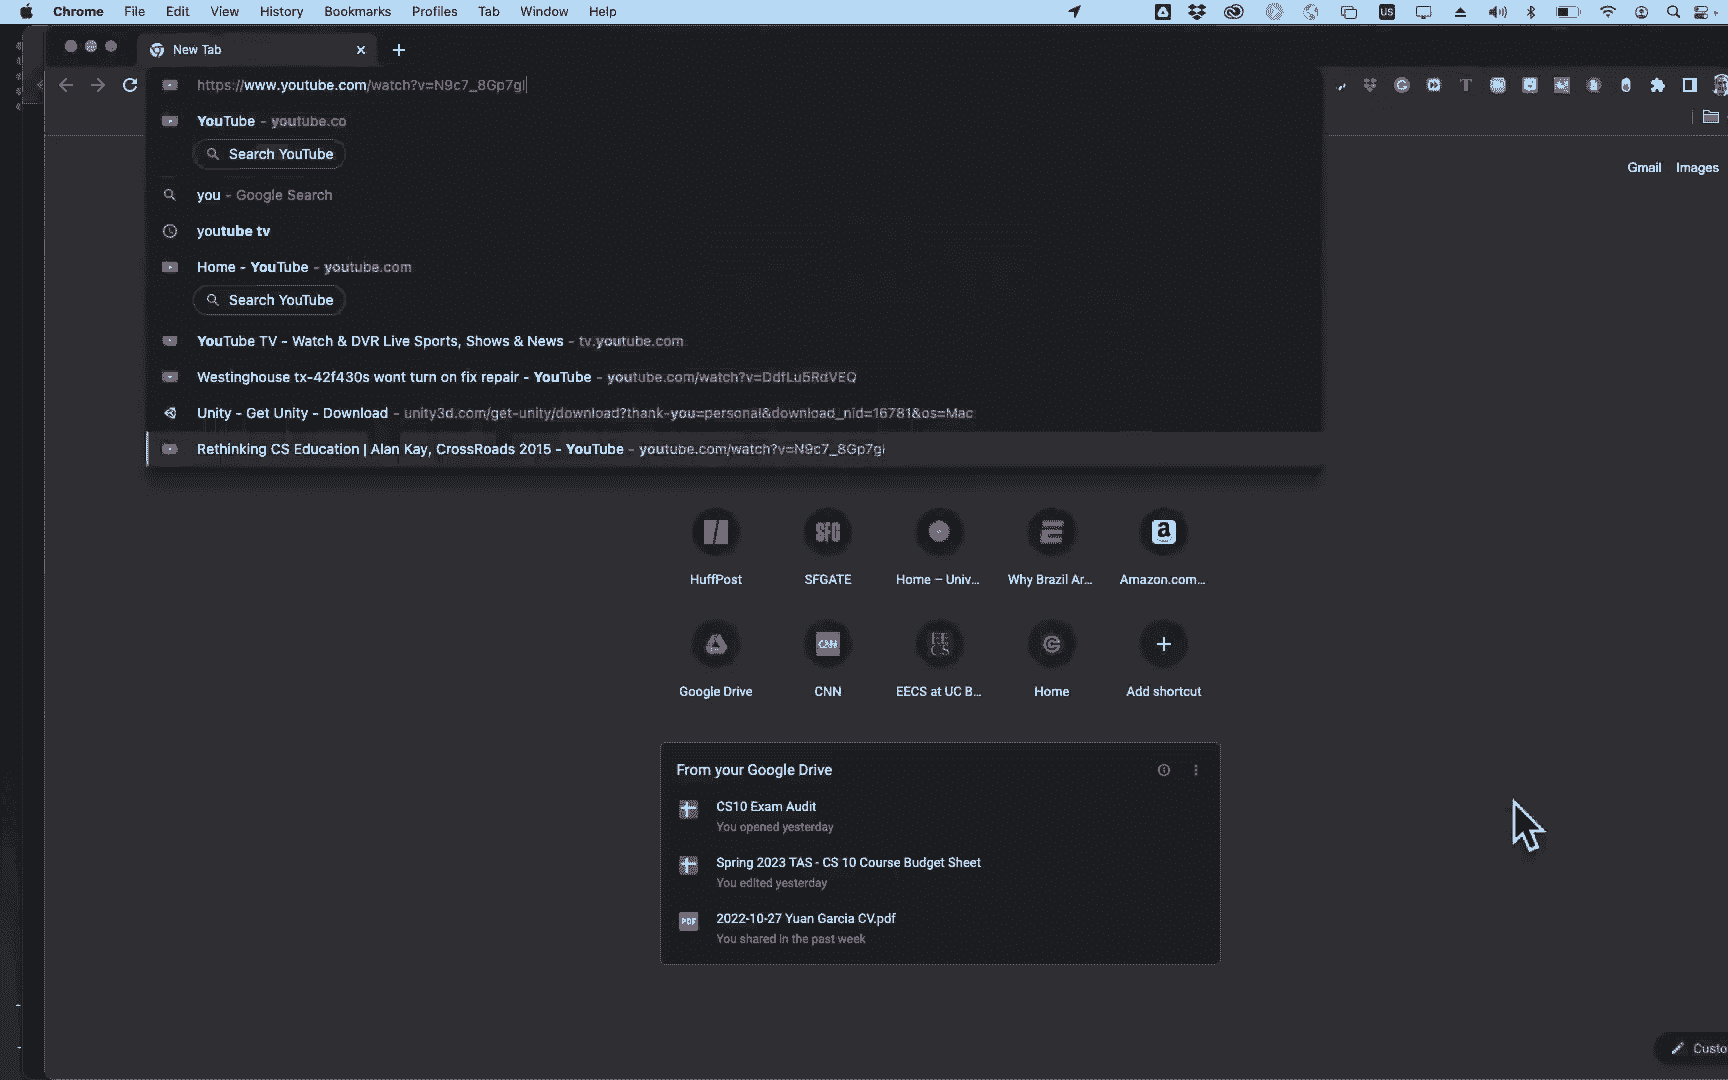 Chrome File Edit View History Bookmarks Profiles Tab Window Help US
New Tab
https://www.youtube.com/watch?v=N9c7_8Gp7gI
YouTube - youtube.co
Search YouTube
you - Google Search
youtube tv
Home - YouTube - youtube.com
Search YouTube
YouTube TV - Watch & DVR Live Sports, Shows & News - tv.youtube.com
Westinghouse tx-42f430s wont turn on fix repair - YouTube - youtube.com/watch?v=DdfLu5RdVEQ
Unity - Get Unity - Download - unity3d.com/get-unity/download?thank-you=personal&download_nid=16781&os=Mac
Rethinking CS Education | Alan Kay, CrossRoads 2015 - YouTube - youtube.com/watch?v=N9c7_8Gp7gI
Gmail Images
SFG
HuffPost SFGATE Home – Univ... Why Brazil Ar... Amazon.com...
CNN EECS
Google Drive CNN EECS at UC B... Home Add shortcut
From your Google Drive
CS10 Exam Audit
You opened yesterday
Spring 2023 TAS - CS 10 Course Budget Sheet
You edited yesterday
PDF 2022-10-27 Yuan Garcia CV.pdf
You shared in the past week
Custo